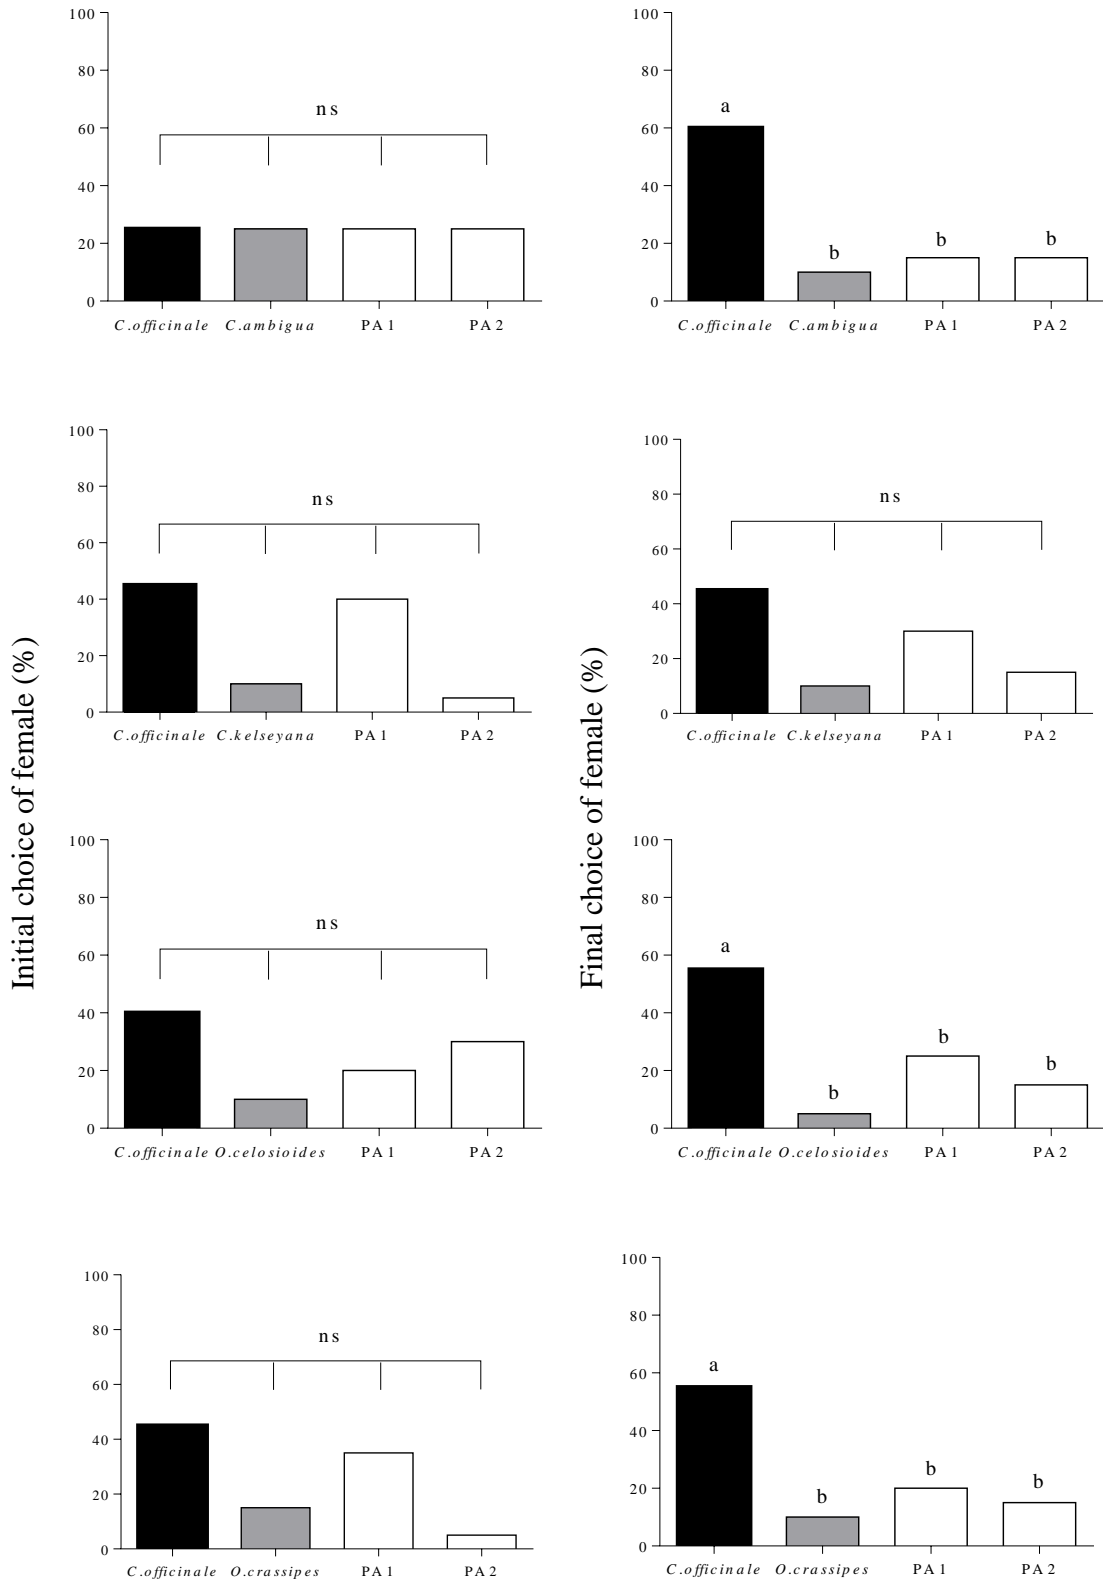 Initial choice of female (%)
100
80
60
40
20
0
ns
C.officinale C.ambigua PA1 PA2
100
80
60
40
20
0
ns
C.officinale C.kelseyana PA1 PA2
100
80
60
40
20
0
ns
C.officinale O.celosioides PA1 PA2
100
80
60
40
20
0
ns
C.officinale O.crassipes PA1 PA2
Final choice of female (%)
100
80
60
40
20
0
a
b b b
C.officinale C.ambigua PA1 PA2
100
80
60
40
20
0
ns
C.officinale C.kelseyana PA1 PA2
100
80
60
40
20
0
a
b b b
C.officinale O.celosioides PA1 PA2
100
80
60
40
20
0
a
b b b
C.officinale O.crassipes PA1 PA2